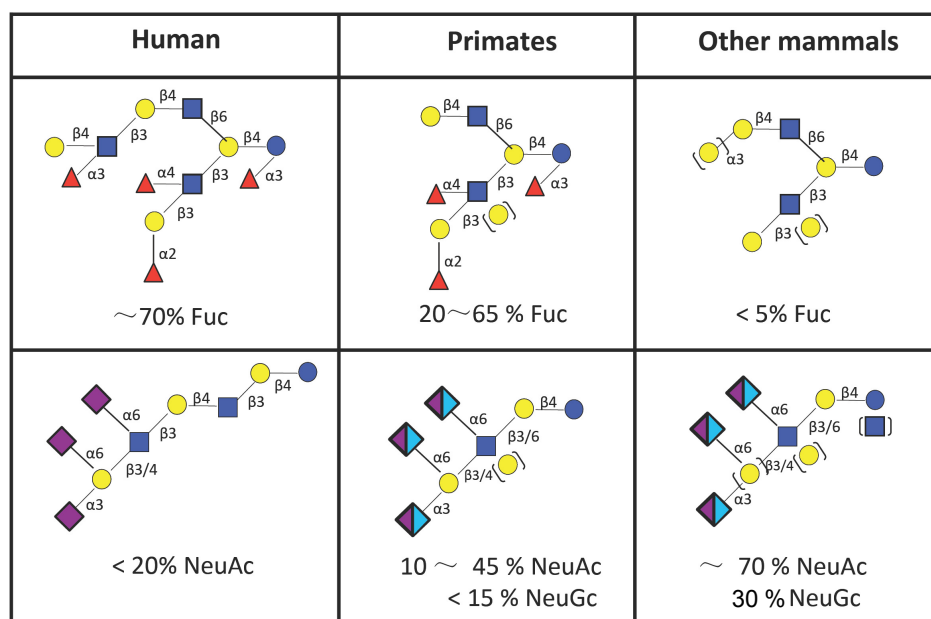 Human
Primates
Other mammals
β4
β4
β3
β6
β4
α3
α4
β3
α3
β3
α2
～70% Fuc
β4
β6
β4
α4
β3
α3
β3
α2
20～65 % Fuc
β4
α3
β6
β4
β3
β3
< 5% Fuc
α6
β4
β3
β4
β3
α6
β3/4
α3
< 20% NeuAc
α6
β4
β3/6
α6
β3/4
α3
10 ～ 45 % NeuAc
< 15 % NeuGc
α6
β4
β3/6
α6
β3/4
α3
～ 70 % NeuAc
30 % NeuGc